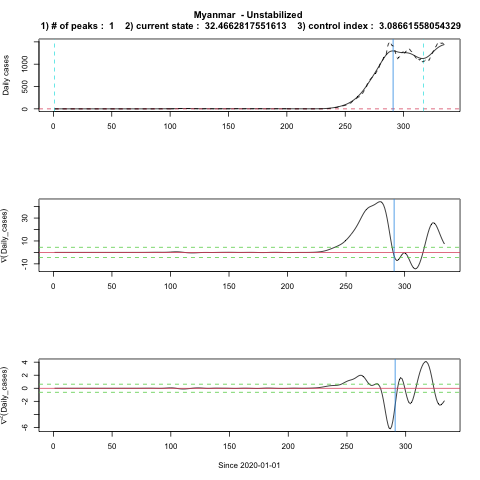 Myanmar - Unstabilized
1) # of peaks : 1 2) current state : 32.4662817551613 3) control index : 3.08661558054329
Daily cases
0 500 1000
0 50 100 150 200 250 300
∇(Daily_cases)
-10 0 10 30
0 50 100 150 200 250 300
∇²(Daily_cases)
-6 -2 0 2 4
0 50 100 150 200 250 300
Since 2020-01-01